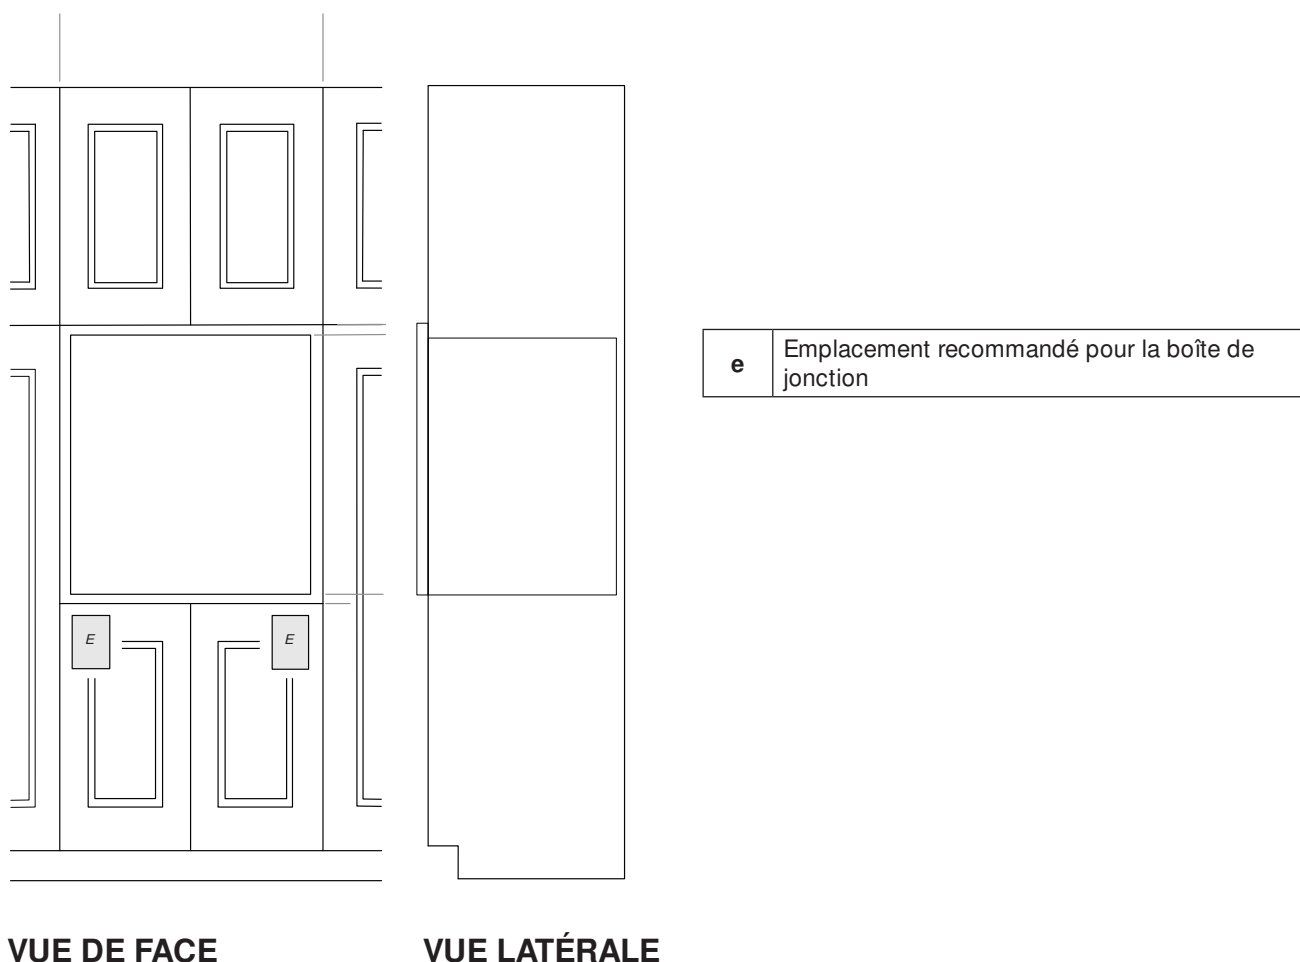 e
Emplacement recommandé pour la boîte de
jonction
E
E
VUE DE FACE
VUE LATÉRALE